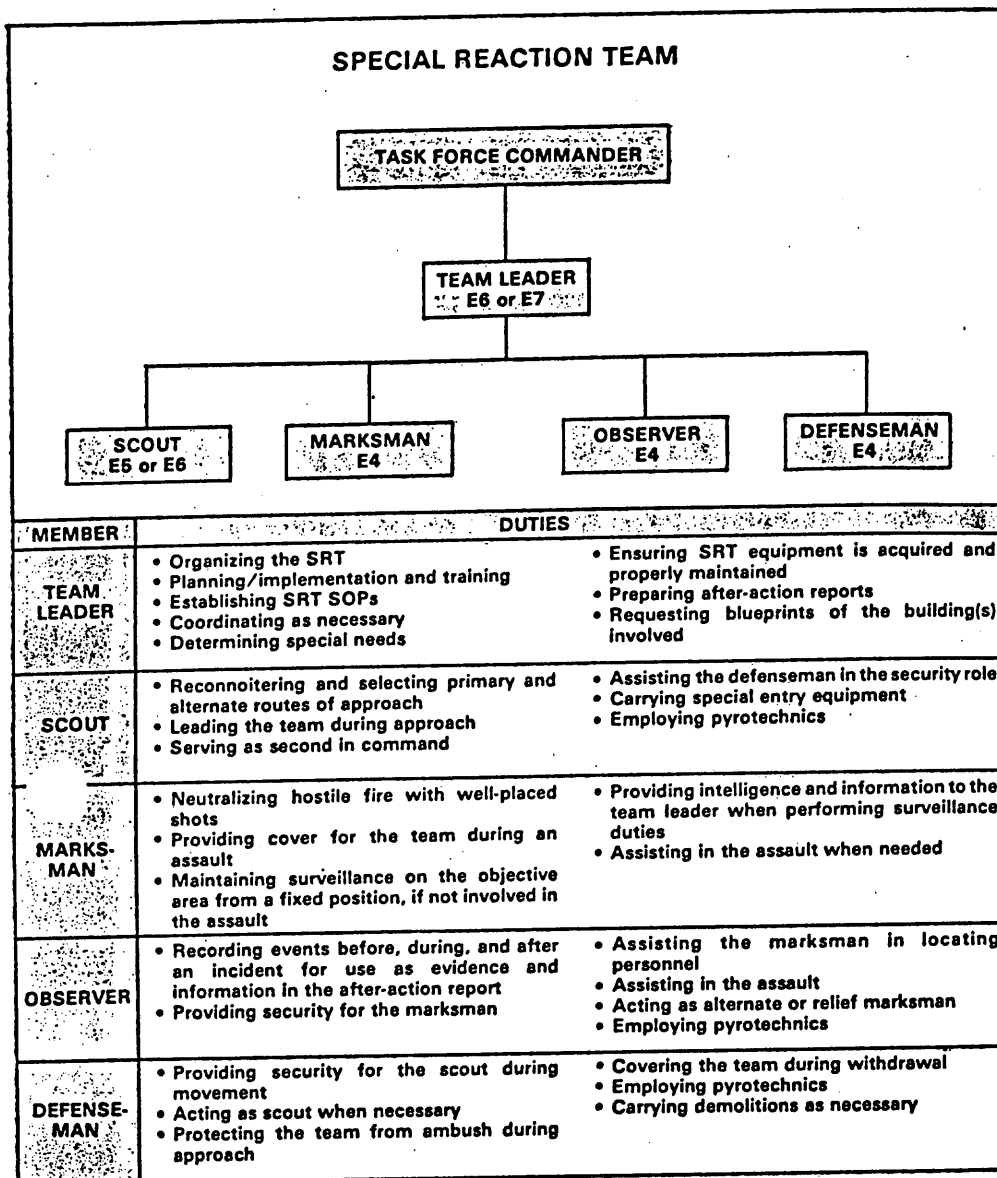 SPECIAL REACTION TEAM
TASK FORCE COMMANDER
TEAM LEADER
E6 or E7
SCOUT
E5 or E6
MARKSMAN
E4
OBSERVER
E4
DEFENSEMAN
E4
MEMBER
DUTIES
TEAM
LEADER
• Organizing the SRT
• Planning/implementation and training
• Establishing SRT SOPs
• Coordinating as necessary
• Determining special needs
• Ensuring SRT equipment is acquired and
properly maintained
• Preparing after-action reports
• Requesting blueprints of the building(s)
involved
SCOUT
• Reconnoitering and selecting primary and
alternate routes of approach
• Leading the team during approach
• Serving as second in command
• Assisting the defenseman in the security role
• Carrying special entry equipment
• Employing pyrotechnics
MARKS-
MAN
• Neutralizing hostile fire with well-placed
shots
• Providing cover for the team during an
assault
• Maintaining surveillance on the objective
area from a fixed position, if not involved in
the assault
• Providing intelligence and information to the
team leader when performing surveillance
duties
• Assisting in the assault when needed
OBSERVER
• Recording events before, during, and after
an incident for use as evidence and
information in the after-action report
• Providing security for the marksman
• Assisting the marksman in locating
personnel
• Assisting in the assault
• Acting as alternate or relief marksman
• Employing pyrotechnics
DEFENSE-
MAN
• Providing security for the scout during
movement
• Acting as scout when necessary
• Protecting the team from ambush during
approach
• Covering the team during withdrawal
• Employing pyrotechnics
• Carrying demolitions as necessary